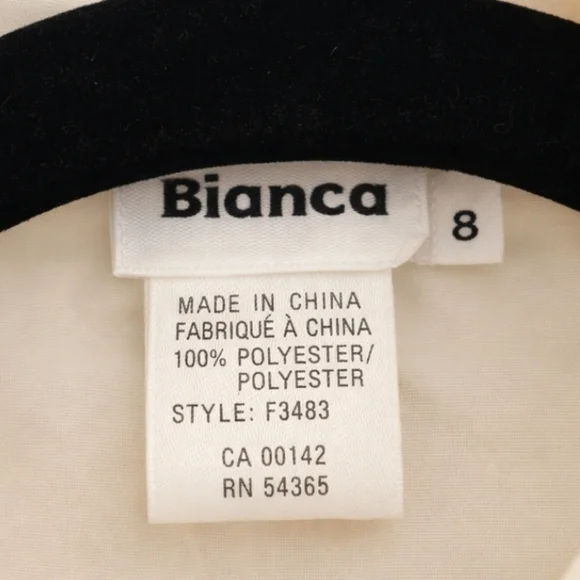 Bianca
8
MADE IN CHINA
FABRIQUÉ À CHINA
100% POLYESTER/
POLYESTER
STYLE: F3483
CA 00142
RN 54365